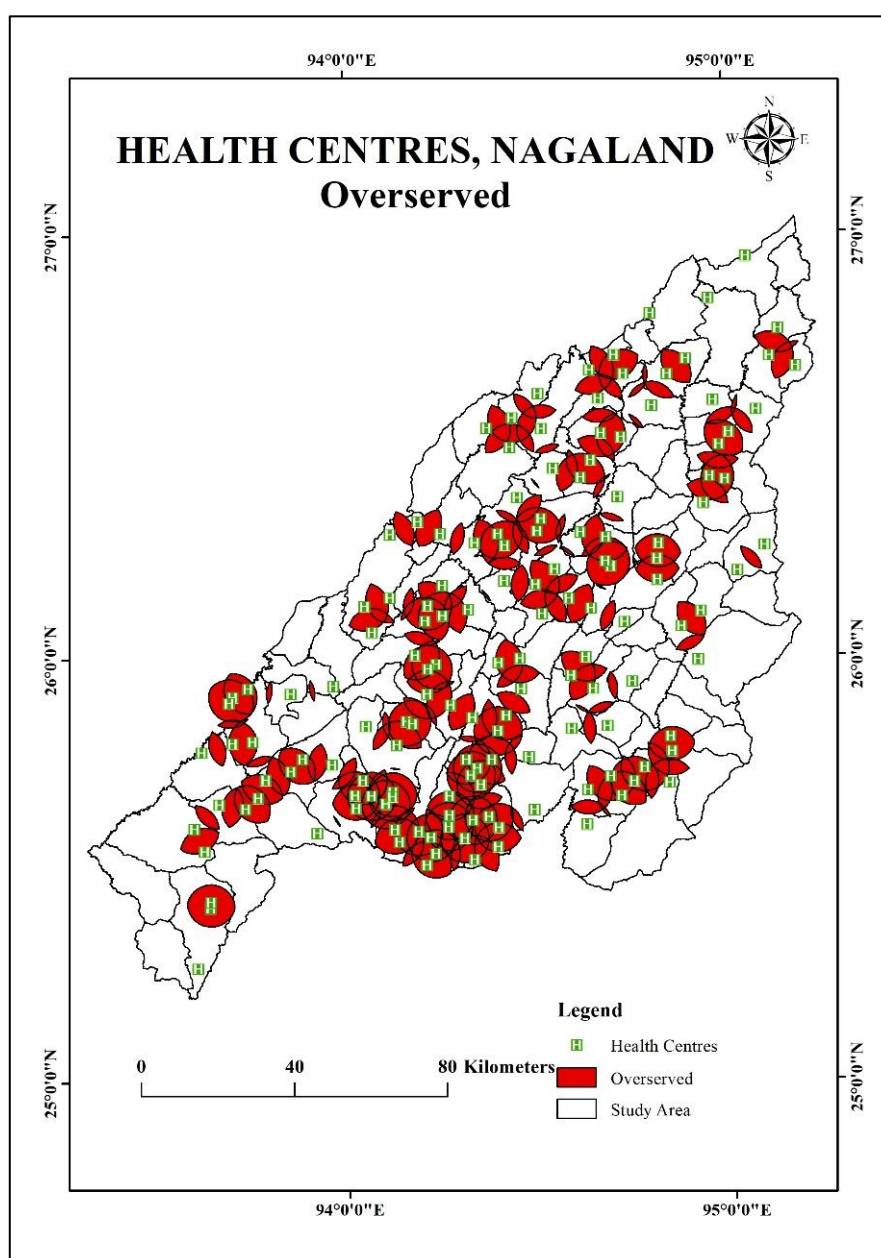 94°0'0"E 95°0'0"E
N
W E
S
HEALTH CENTRES, NAGALAND
Overserved
27°0'0"N 27°0'0"N
26°0'0"N 26°0'0"N
25°0'0"N 25°0'0"N
Legend
H Health Centres
Overserved
Study Area
0 40 80 Kilometers
94°0'0"E 95°0'0"E